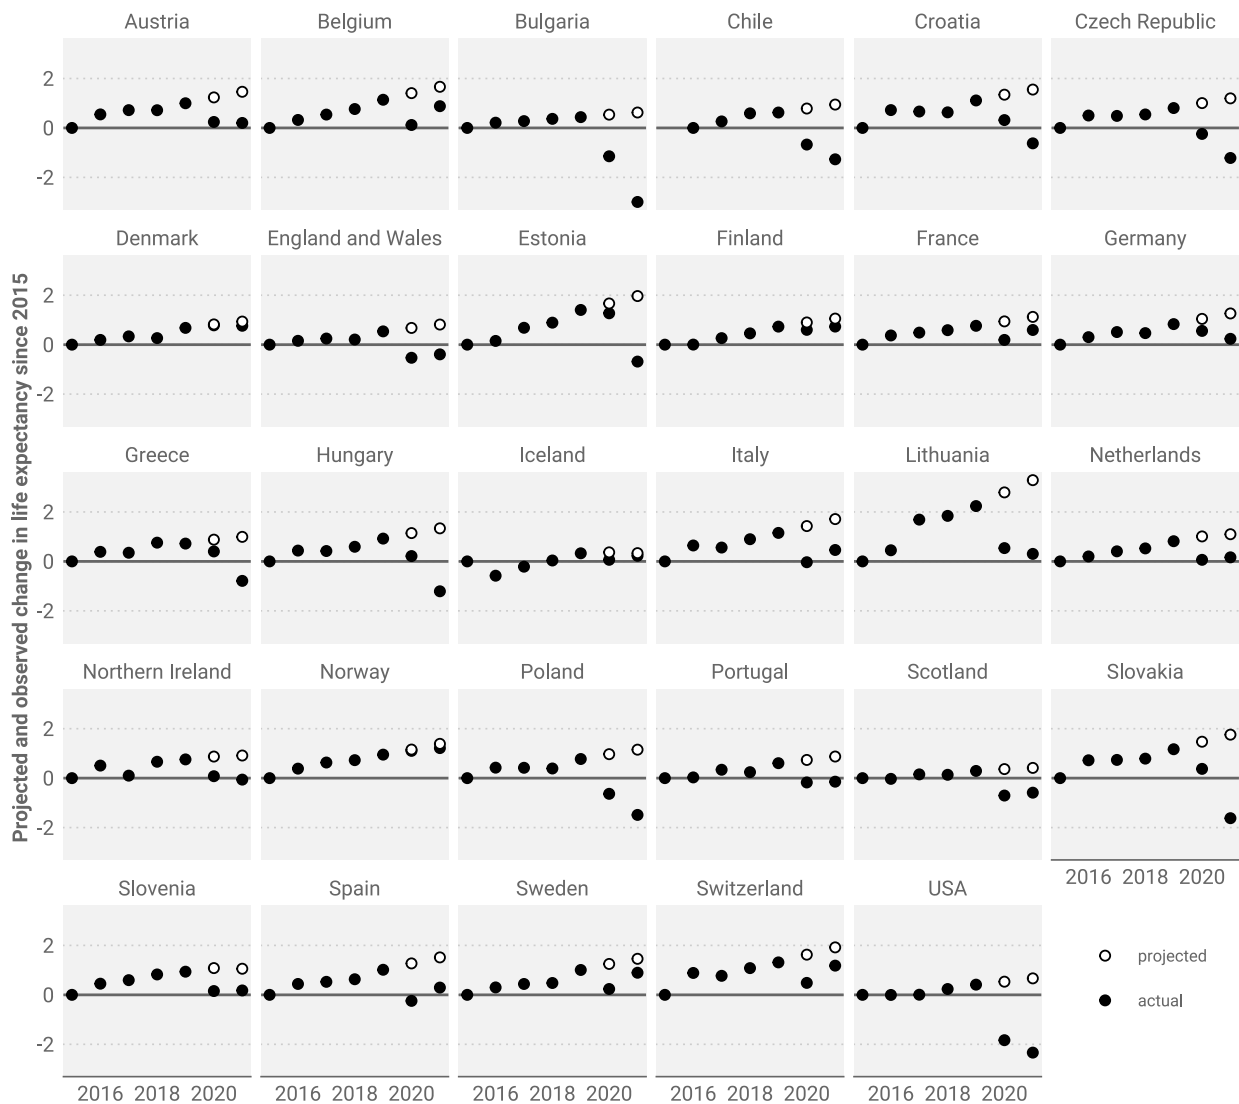 Projected and observed change in life expectancy since 2015
Austria Belgium Bulgaria Chile Croatia Czech Republic
2
0
-2
Denmark England and Wales Estonia Finland France Germany
2
0
-2
Greece Hungary Iceland Italy Lithuania Netherlands
2
0
-2
Northern Ireland Norway Poland Portugal Scotland Slovakia
2
0
-2
2016 2018 2020
Slovenia Spain Sweden Switzerland USA
2
0
-2
2016 2018 2020 2016 2018 2020 2016 2018 2020 2016 2018 2020 2016 2018 2020
projected
actual